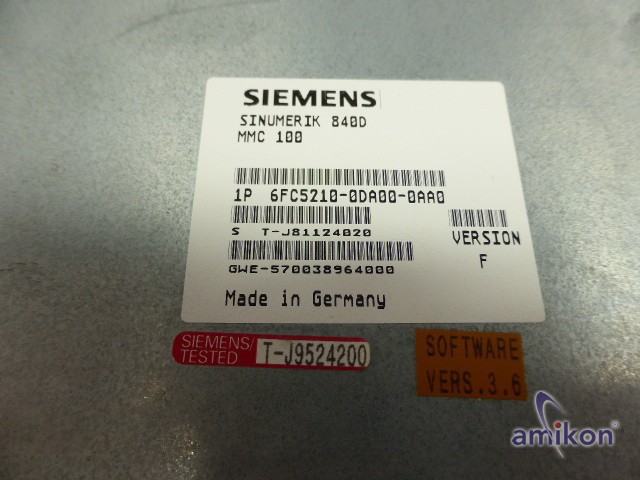 SIEMENS
SINUMERIK 840D
MMC 100
1P 6FC5210-0DA00-0AA0
S T-J81124020
VERSION
F
GWE-570038964000
Made in Germany
SIEMENS/
TESTED
T-J9524200
SOFTWARE
VERS.3.6
amikon